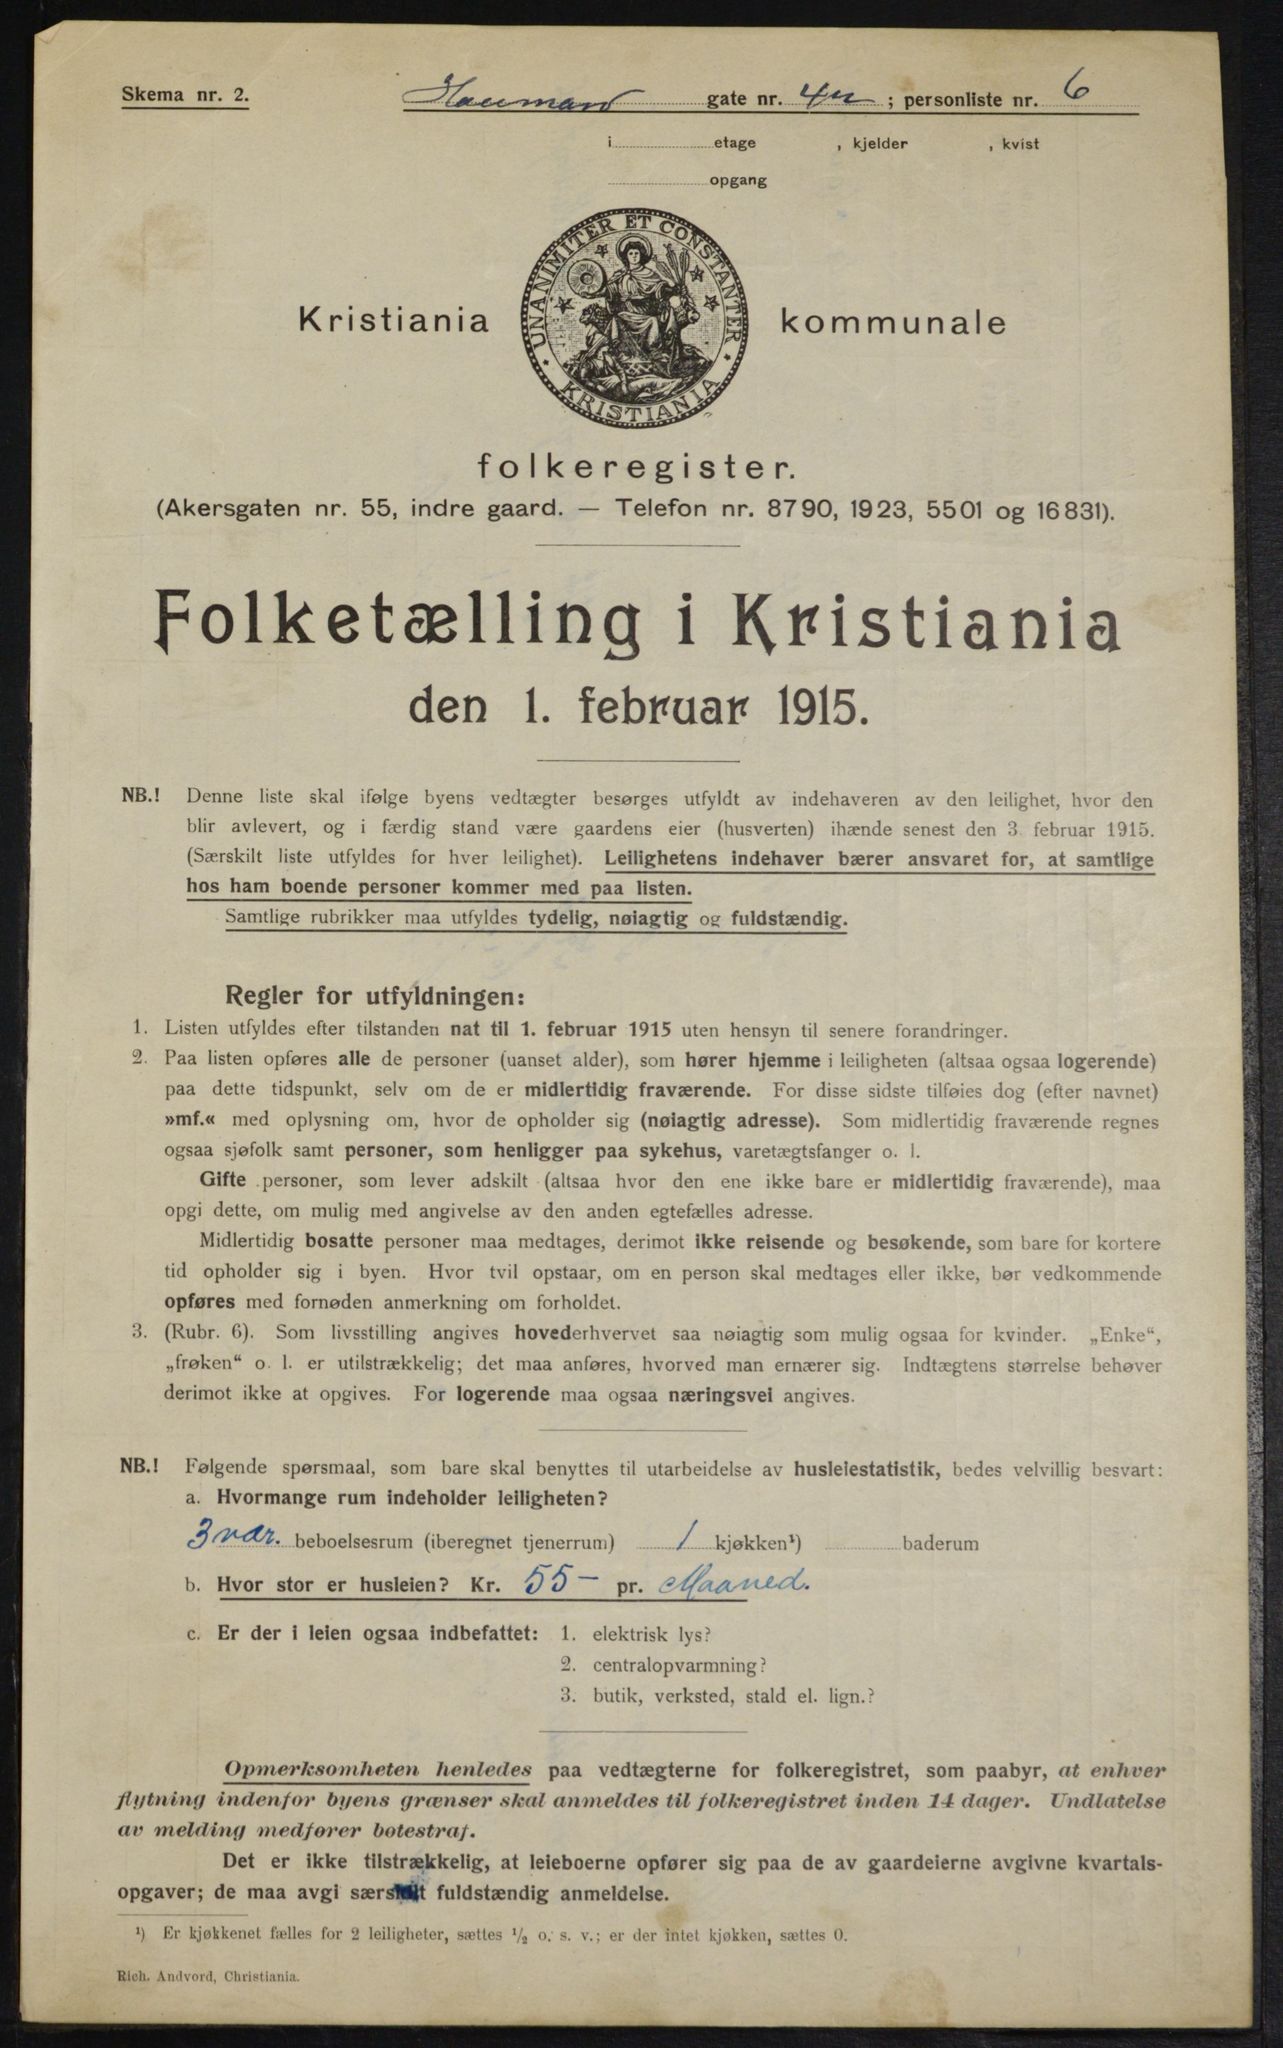 Skema nr. 2. Hausmans gate nr. 4 ; personliste nr. 6
i etage , kjelder , kvist
opgang
UNANIMITER ET CONSTANTER
KRISTIANIA
Kristiania kommunale
folkeregister.
(Akersgaten nr. 55, indre gaard. — Telefon nr. 8790, 1923, 5501 og 16831).
Folketælling i Kristiania
den 1. februar 1915.
NB.! Denne liste skal ifølge byens vedtægter besørges utfyldt av indehaveren av den leilighet, hvor den
blir avlevert, og i færdig stand være gaardens eier (husverten) ihænde senest den 3 februar 1915.
(Særskilt liste utfyldes for hver leilighet). Leilighetens indehaver bærer ansvaret for, at samtlige
hos ham boende personer kommer med paa listen.
Samtlige rubrikker maa utfyldes tydelig, nøiagtig og fuldstændig.
Regler for utfyldningen:
1. Listen utfyldes efter tilstanden nat til 1. februar 1915 uten hensyn til senere forandringer.
2. Paa listen opføres alle de personer (uanset alder), som hører hjemme i leiligheten (altsaa ogsaa logerende)
paa dette tidspunkt, selv om de er midlertidig fraværende. For disse sidste tilføies dog (efter navnet)
»mf.« med oplysning om, hvor de opholder sig (nøiagtig adresse). Som midlertidig fraværende regnes
ogsaa sjøfolk samt personer, som henligger paa sykehus, varetægtsfanger o. l.
Gifte personer, som lever adskilt (altsaa hvor den ene ikke bare er midlertidig fraværende), maa
opgi dette, om mulig med angivelse av den anden egtefælles adresse.
Midlertidig bosatte personer maa medtages, derimot ikke reisende og besøkende, som bare for kortere
tid opholder sig i byen. Hvor tvil opstaar, om en person skal medtages eller ikke, bør vedkommende
opføres med fornøden anmerkning om forholdet.
3. (Rubr. 6). Som livsstilling angives hovederhvervet saa nøiagtig som mulig ogsaa for kvinder. „Enke“,
„frøken“ o. l. er utilstrækkelig; det maa anføres, hvorved man ernærer sig. Indtægtens størrelse behøver
derimot ikke at opgives. For logerende maa ogsaa næringsvei angives.
NB.! Følgende spørsmaal, som bare skal benyttes til utarbeidelse av husleiestatistik, bedes velvillig besvart:
a. Hvormange rum indeholder leiligheten?
3 vær. beboelsesrum (iberegnet tjenerrum) 1 kjøkken¹) baderum
b. Hvor stor er husleien? Kr. 55- pr. Maaned.
c. Er der i leien ogsaa indbefattet: 1. elektrisk lys?
2. centralopvarmning?
3. butik, verksted, stald el. lign.?
Opmerksomheten henledes paa vedtægterne for folkeregistret, som paabyr, at enhver
flytning indenfor byens grænser skal anmeldes til folkeregistret inden 14 dager. Undlatelse
av melding medfører botestraf.
Det er ikke tilstrækkelig, at leieboerne opfører sig paa de av gaardeierne avgivne kvartals-
opgaver; de maa avgi særskilt fuldstændig anmeldelse.
¹) Er kjøkkenet fælles for 2 leiligheter, sættes ½ o. s. v.; er der intet kjøkken, sættes 0.
Rich. Andvord, Christiania.